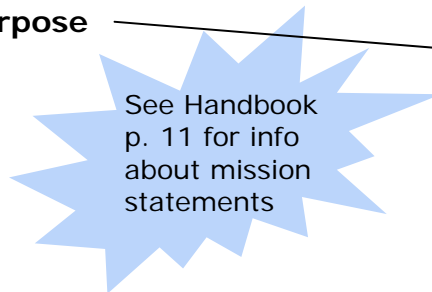 rpose
See Handbook
p. 11 for info
about mission
statements